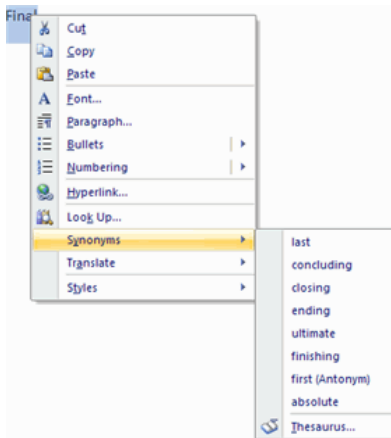 Final
Cut
Copy
Paste
Font...
Paragraph...
Bullets
Numbering
Hyperlink...
Look Up...
Synonyms
Translate
Styles
last
concluding
closing
ending
ultimate
finishing
first (Antonym)
absolute
Thesaurus...